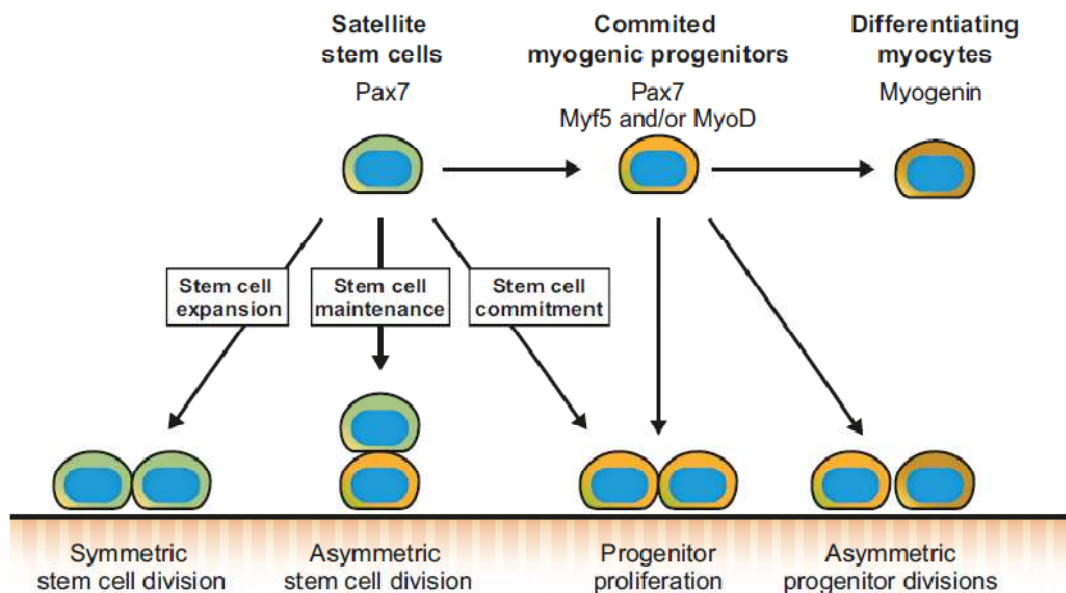 Satellite
stem cells
Pax7
Commited
myogenic progenitors
Pax7
Myf5 and/or MyoD
Differentiating
myocytes
Myogenin
Stem cell
expansion
Stem cell
maintenance
Stem cell
commitment
Symmetric
stem cell division
Asymmetric
stem cell division
Progenitor
proliferation
Asymmetric
progenitor divisions